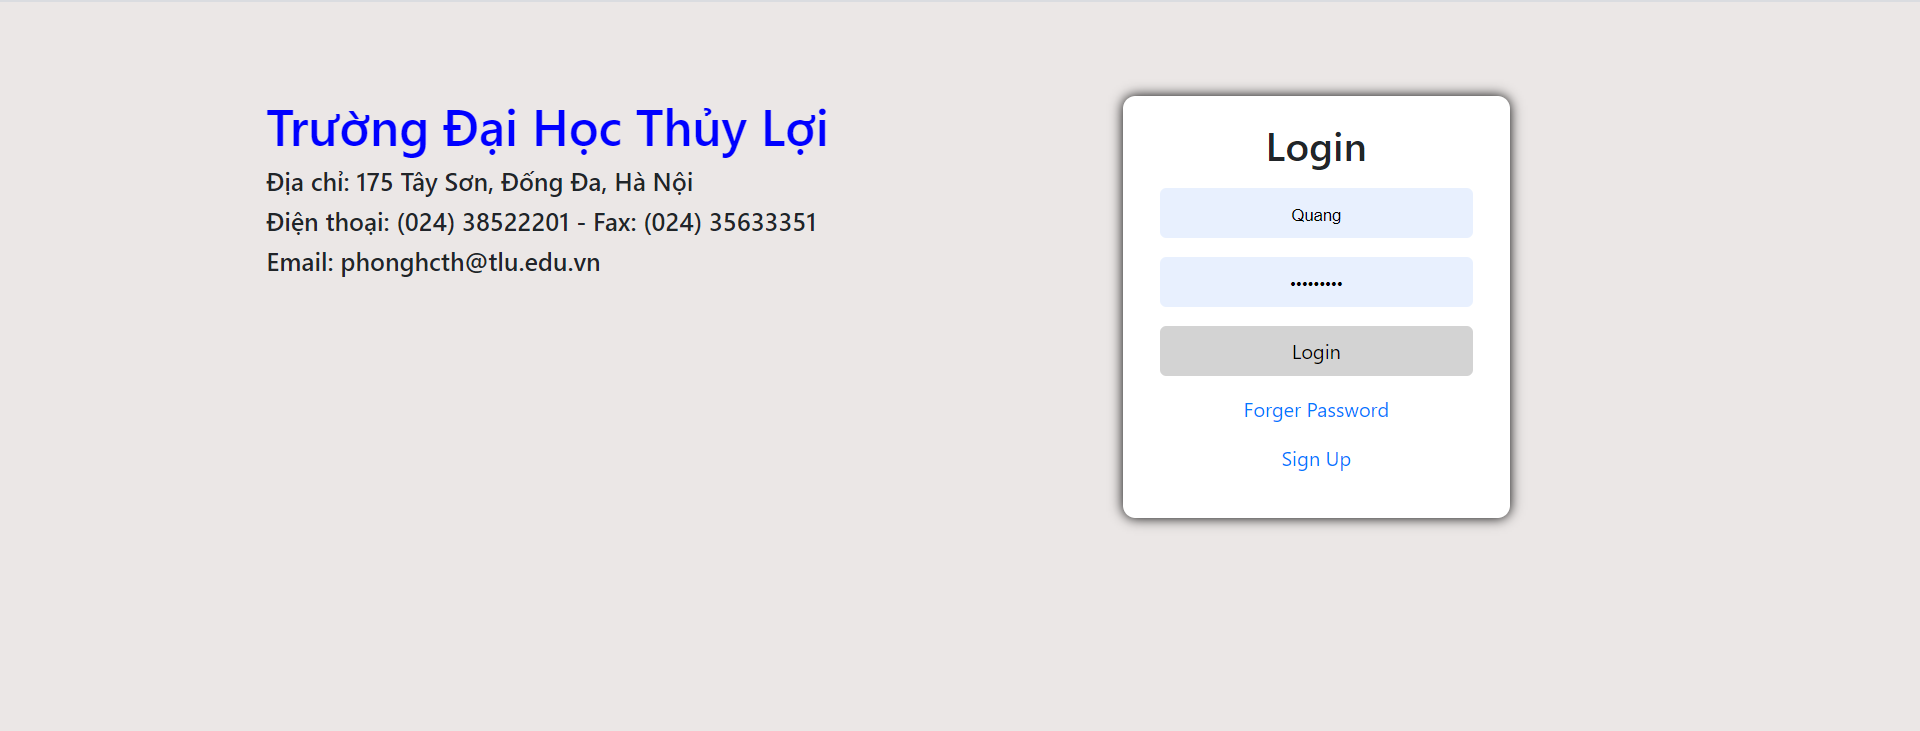 Trường Đại Học Thủy Lợi
Địa chỉ: 175 Tây Sơn, Đống Đa, Hà Nội
Điện thoại: (024) 38522201 - Fax: (024) 35633351
Email: phonghcth@tlu.edu.vn
Login
Quang
•••••••••
Login
Forger Password
Sign Up